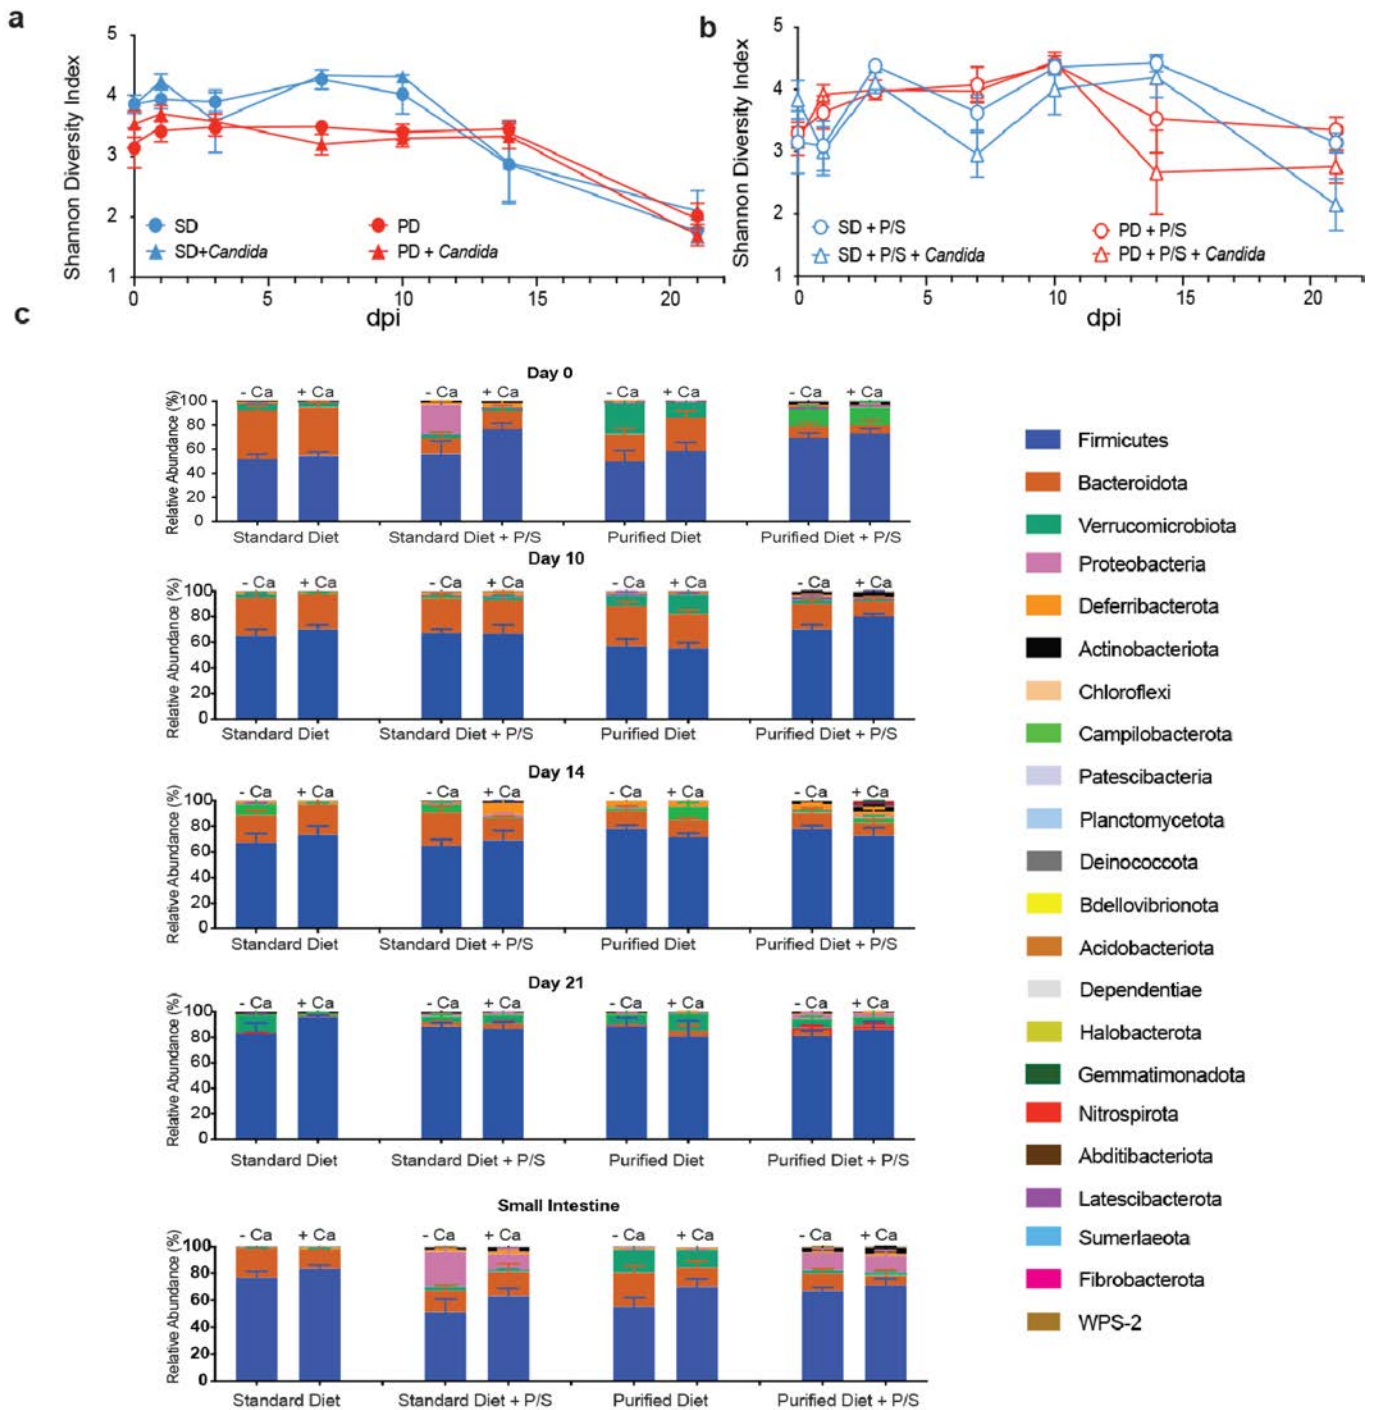 a
Shannon Diversity Index
5
4
3
2
1
0 5 10 15 20
dpi
SD
PD
SD+Candida
PD + Candida
b
Shannon Diversity Index
5
4
3
2
1
0 5 10 15 20
dpi
SD + P/S
PD + P/S
SD + P/S + Candida
PD + P/S + Candida
c
Day 0
Relative Abundance (%)
100
80
60
40
20
0
- Ca + Ca - Ca + Ca - Ca + Ca - Ca + Ca
Standard Diet Standard Diet + P/S Purified Diet Purified Diet + P/S
Day 10
Relative Abundance (%)
100
80
60
40
20
0
- Ca + Ca - Ca + Ca - Ca + Ca - Ca + Ca
Standard Diet Standard Diet + P/S Purified Diet Purified Diet + P/S
Day 14
Relative Abundance (%)
100
80
60
40
20
0
- Ca + Ca - Ca + Ca - Ca + Ca - Ca + Ca
Standard Diet Standard Diet + P/S Purified Diet Purified Diet + P/S
Day 21
Relative Abundance (%)
100
80
60
40
20
0
- Ca + Ca - Ca + Ca - Ca + Ca - Ca + Ca
Standard Diet Standard Diet + P/S Purified Diet Purified Diet + P/S
Small Intestine
Relative Abundance (%)
100
80
60
40
20
0
- Ca + Ca - Ca + Ca - Ca + Ca - Ca + Ca
Standard Diet Standard Diet + P/S Purified Diet Purified Diet + P/S
Firmicutes
Bacteroidota
Verrucomicrobiota
Proteobacteria
Deferribacterota
Actinobacteriota
Chloroflexi
Campilobacterota
Patescibacteria
Planctomycetota
Deinococcota
Bdellovibrionota
Acidobacteriota
Dependentiae
Halobacterota
Gemmatimonadota
Nitrospirota
Abditibacteriota
Latescibacterota
Sumerlaeota
Fibrobacterota
WPS-2